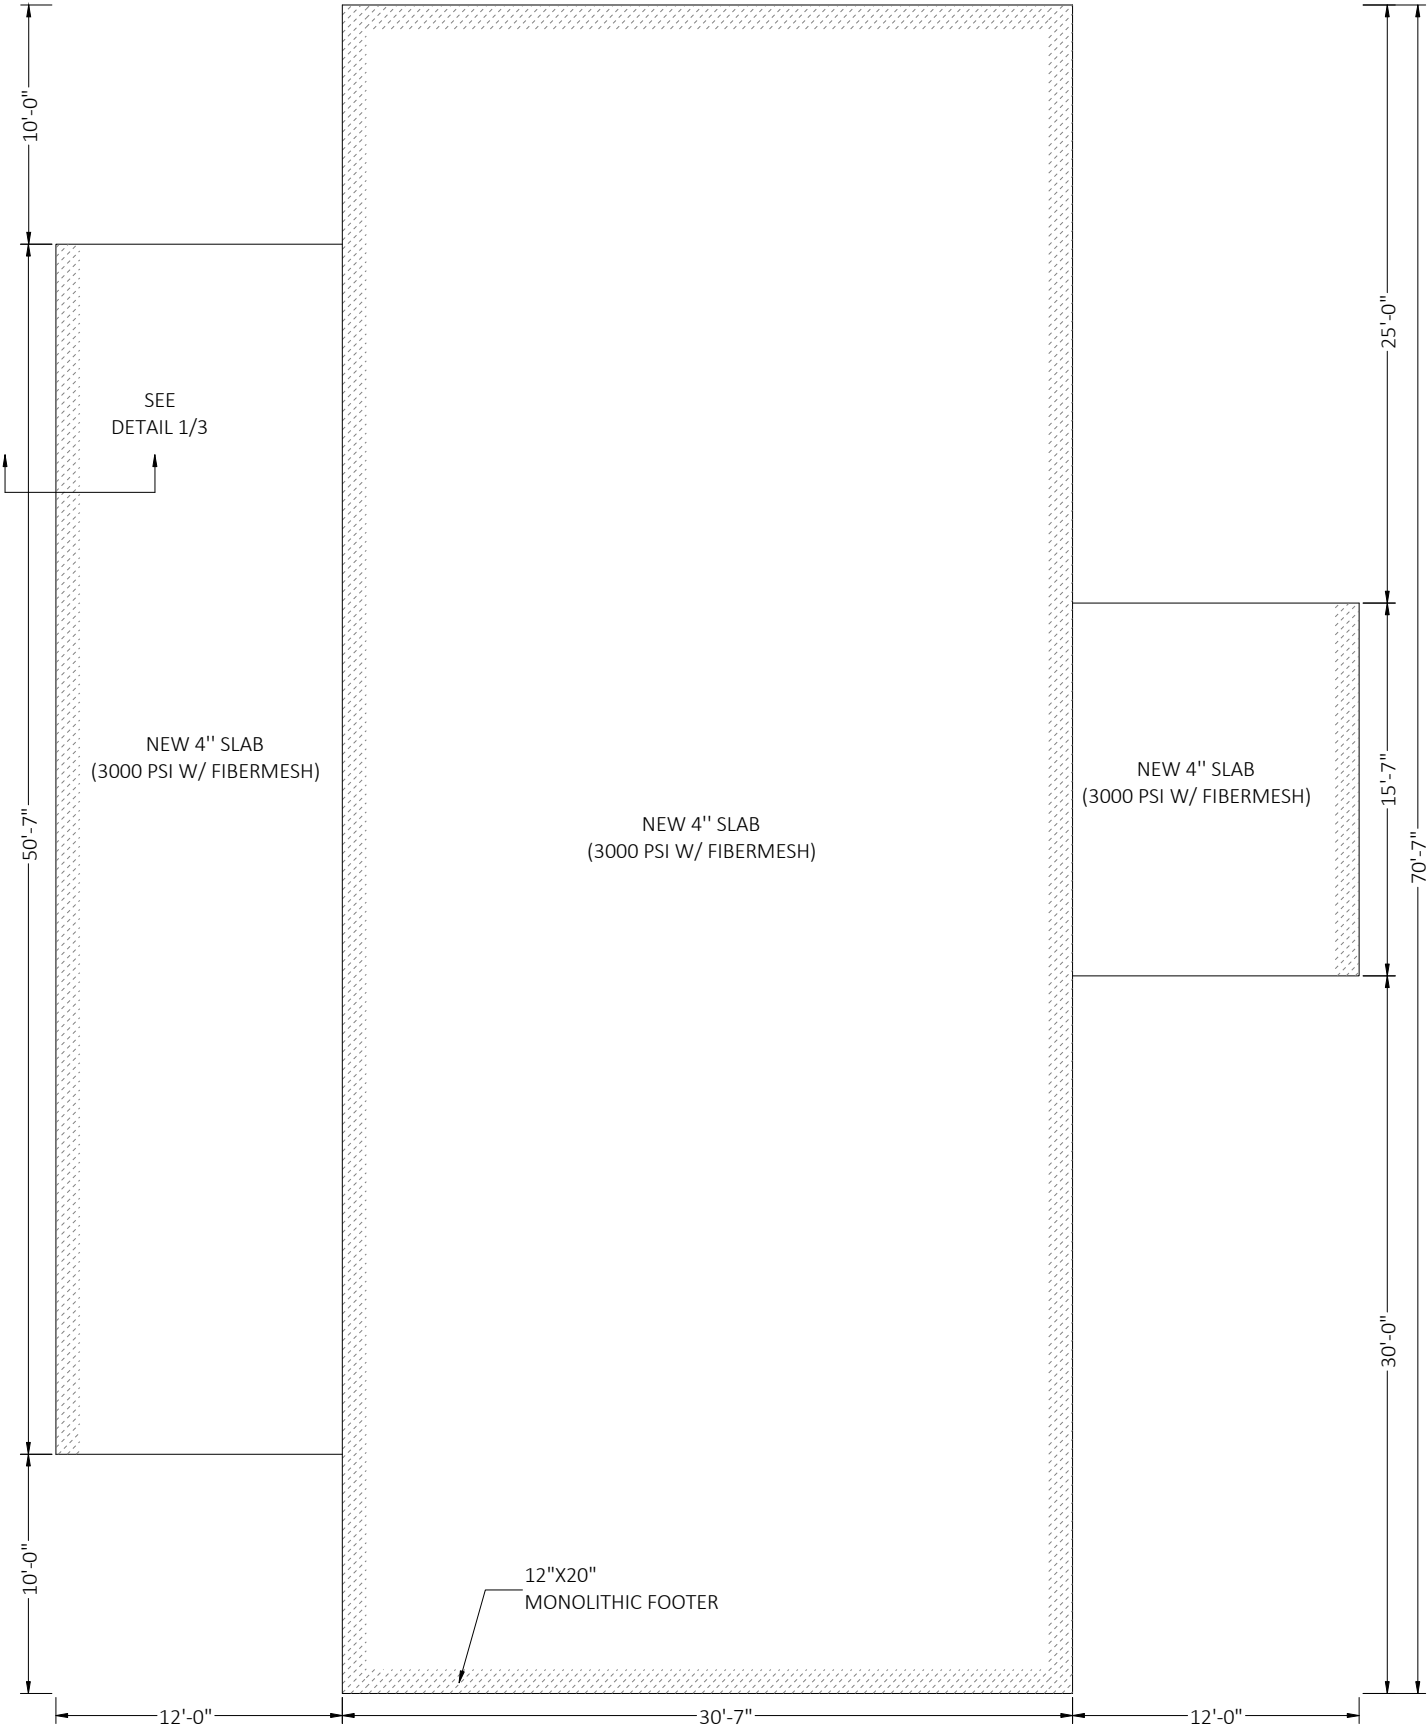 10'-0"
25'-0"
SEE
DETAIL 1/3
NEW 4'' SLAB
(3000 PSI W/ FIBERMESH)
50'-7"
NEW 4'' SLAB
(3000 PSI W/ FIBERMESH)
NEW 4'' SLAB
(3000 PSI W/ FIBERMESH)
15'-7"
70'-7"
30'-0"
10'-0"
12"X20"
MONOLITHIC FOOTER
12'-0"
30'-7"
12'-0"